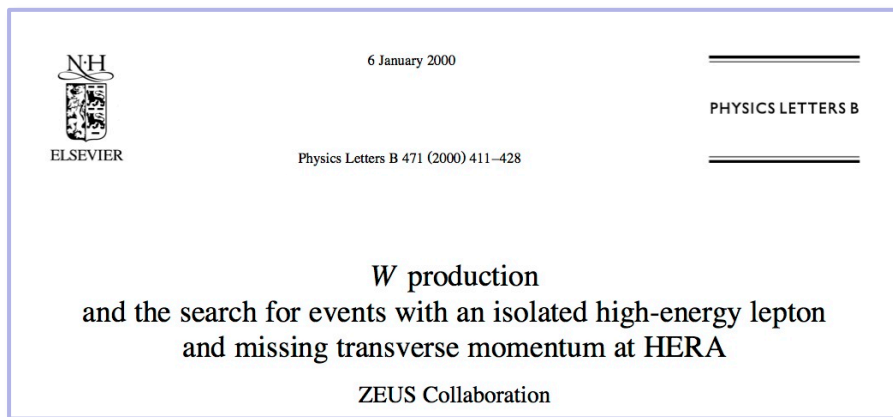 N·H
ELSEVIER
6 January 2000
Physics Letters B 471 (2000) 411–428
PHYSICS LETTERS B
W production
and the search for events with an isolated high-energy lepton
and missing transverse momentum at HERA
ZEUS Collaboration